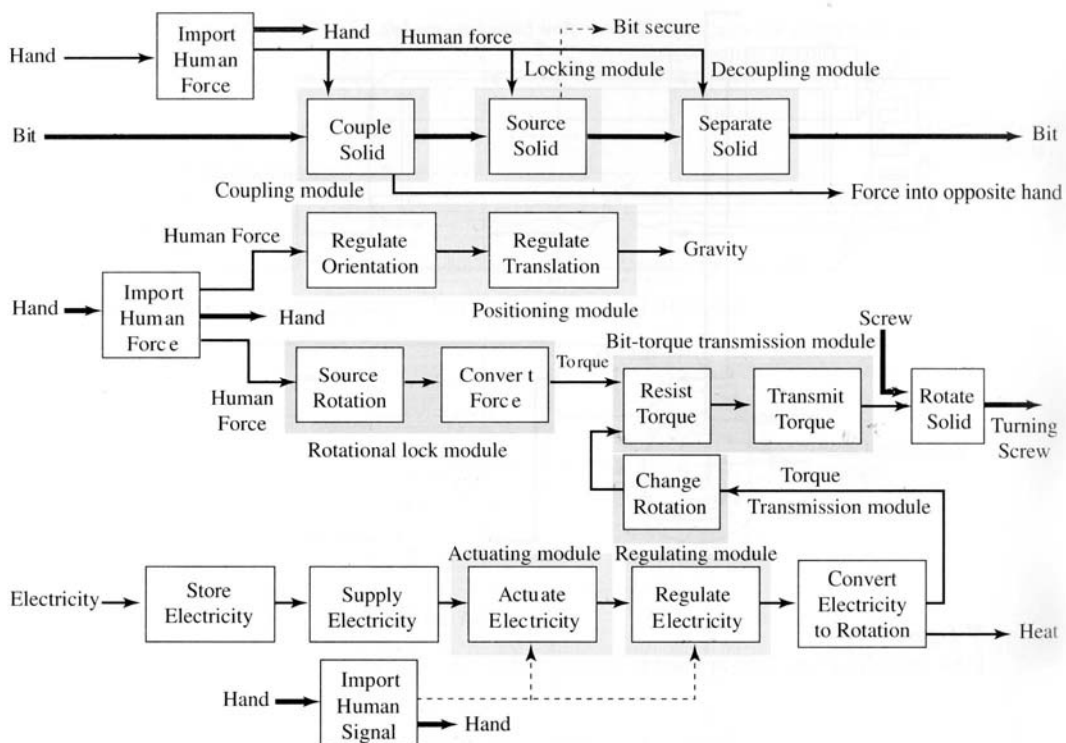 Import
Human
Force
Hand
Hand
Human force
Bit secure
Locking module
Decoupling module
Bit
Couple
Solid
Source
Solid
Separate
Solid
Bit
Coupling module
Force into opposite hand
Human Force
Regulate
Orientation
Regulate
Translation
Gravity
Positioning module
Hand
Import
Human
Force
Hand
Screw
Bit-torque transmission module
Human
Force
Source
Rotation
Convert
Force
Torque
Resist
Torque
Transmit
Torque
Rotate
Solid
Turning
Screw
Rotational lock module
Change
Rotation
Torque
Transmission module
Actuating module
Regulating module
Electricity
Store
Electricity
Supply
Electricity
Actuate
Electricity
Regulate
Electricity
Convert
Electricity
to Rotation
Heat
Hand
Import
Human
Signal
Hand